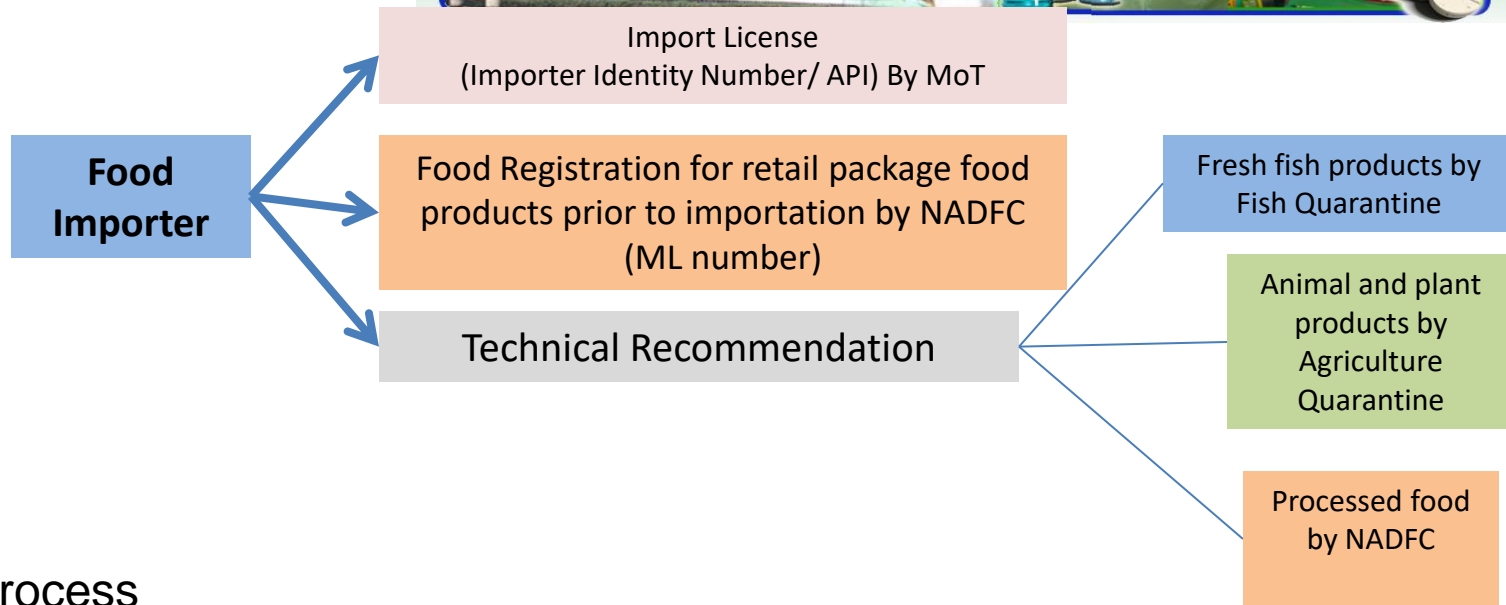 Import License
(Importer Identity Number/ API) By MoT
Food
Importer
Food Registration for retail package food
products prior to importation by NADFC
(ML number)
Technical Recommendation
Fresh fish products by
Fish Quarantine
Animal and plant
products by
Agriculture
Quarantine
Processed food
by NADFC
rocess